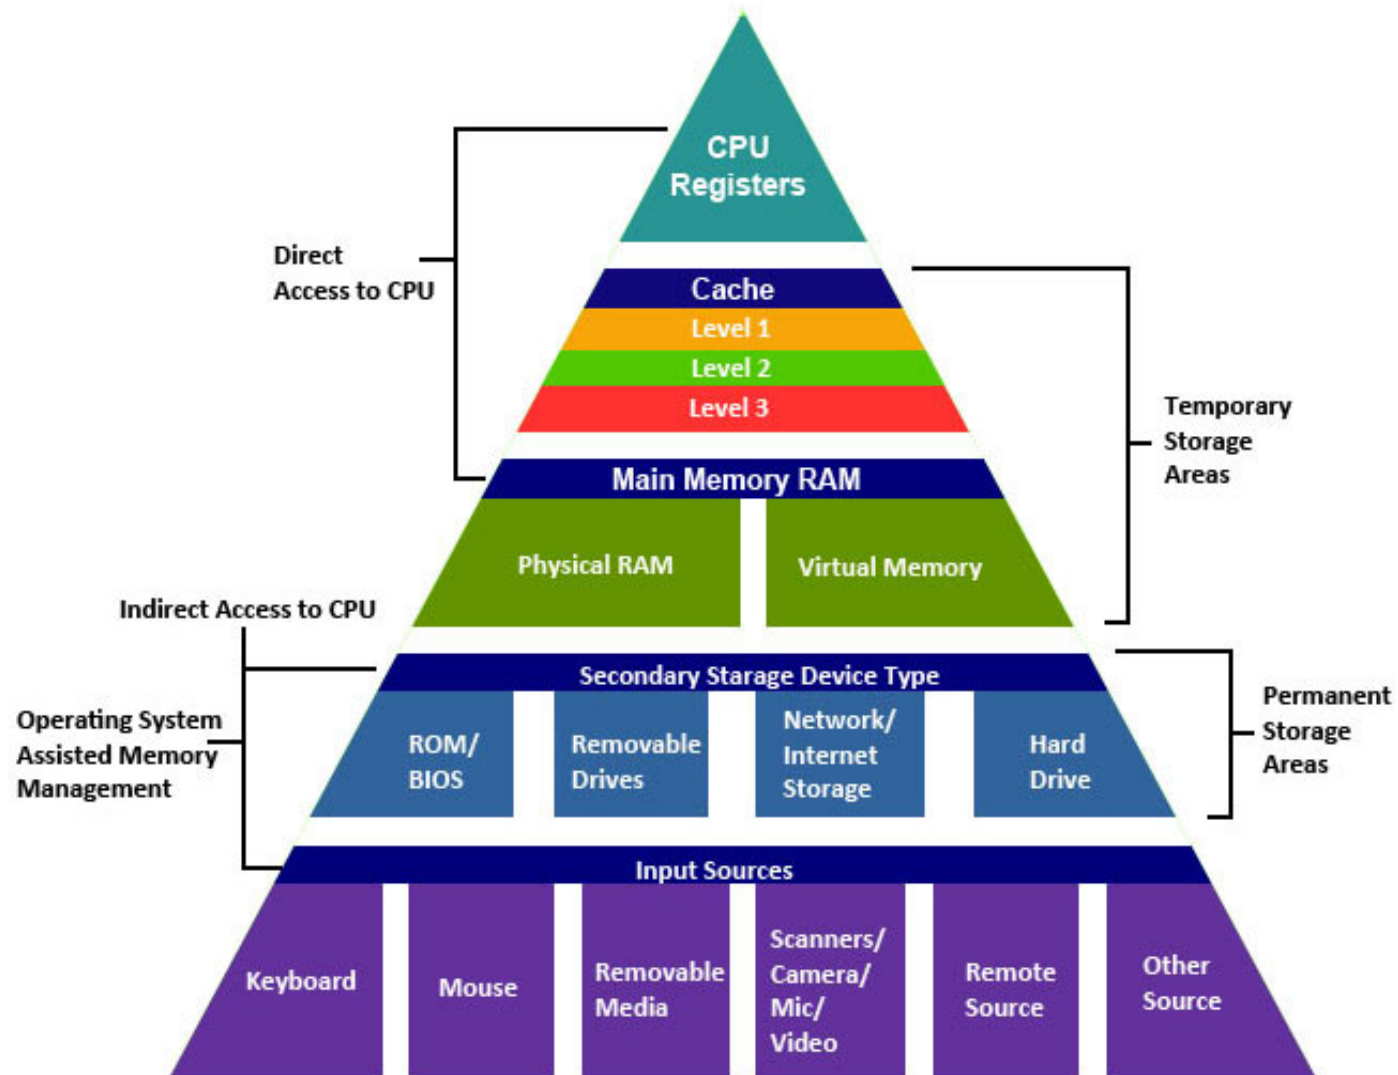 CPU
Registers
Direct
Access to CPU
Cache
Level 1
Level 2
Level 3
Temporary
Storage
Areas
Main Memory RAM
Physical RAM
Virtual Memory
Indirect Access to CPU
Operating System
Assisted Memory
Management
Secondary Starage Device Type
ROM/
BIOS
Removable
Drives
Network/
Internet
Storage
Hard
Drive
Permanent
Storage
Areas
Input Sources
Keyboard
Mouse
Removable
Media
Scanners/
Camera/
Mic/
Video
Remote
Source
Other
Source